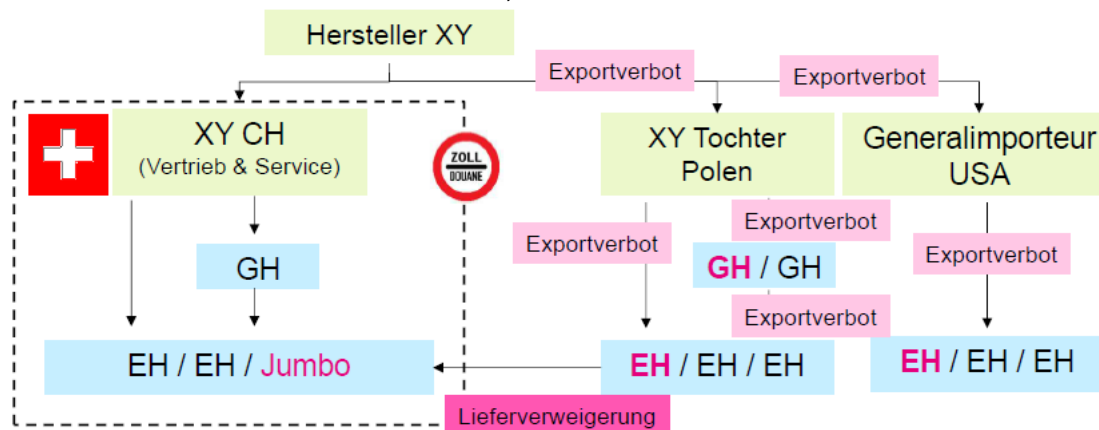 Hersteller XY
Exportverbot
Exportverbot
XY CH
(Vertrieb & Service)
ZOLL
DOUANE
XY Tochter
Polen
Generalimporteur
USA
Exportverbot
Exportverbot
Exportverbot
GH
GH / GH
Exportverbot
EH / EH / Jumbo
EH / EH / EH
EH / EH / EH
Lieferverweigerung